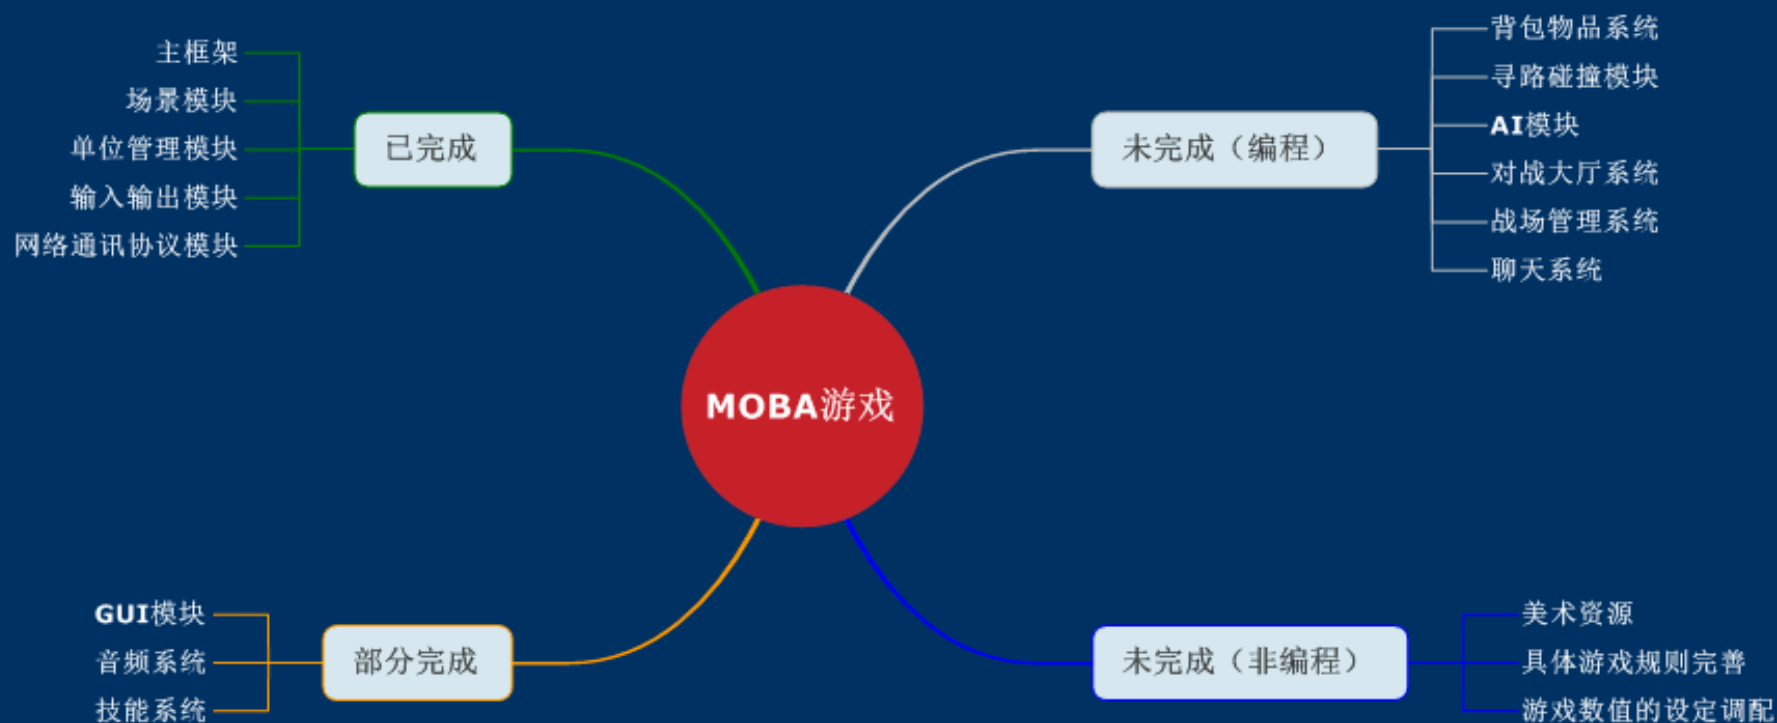 主框架
场景模块
单位管理模块
输入输出模块
网络通讯协议模块
已完成
未完成（编程）
背包物品系统
寻路碰撞模块
AI模块
对战大厅系统
战场管理系统
聊天系统
MOBA游戏
GUI模块
音频系统
技能系统
部分完成
未完成（非编程）
美术资源
具体游戏规则完善
游戏数值的设定调配